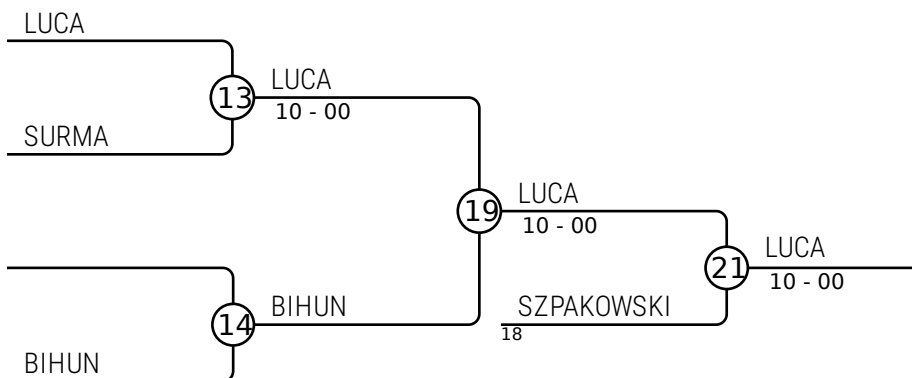 LUCA
13
LUCA
10 - 00
SURMA
19
LUCA
10 - 00
21
LUCA
10 - 00
14
BIHUN
SZPAKOWSKI
18
BIHUN